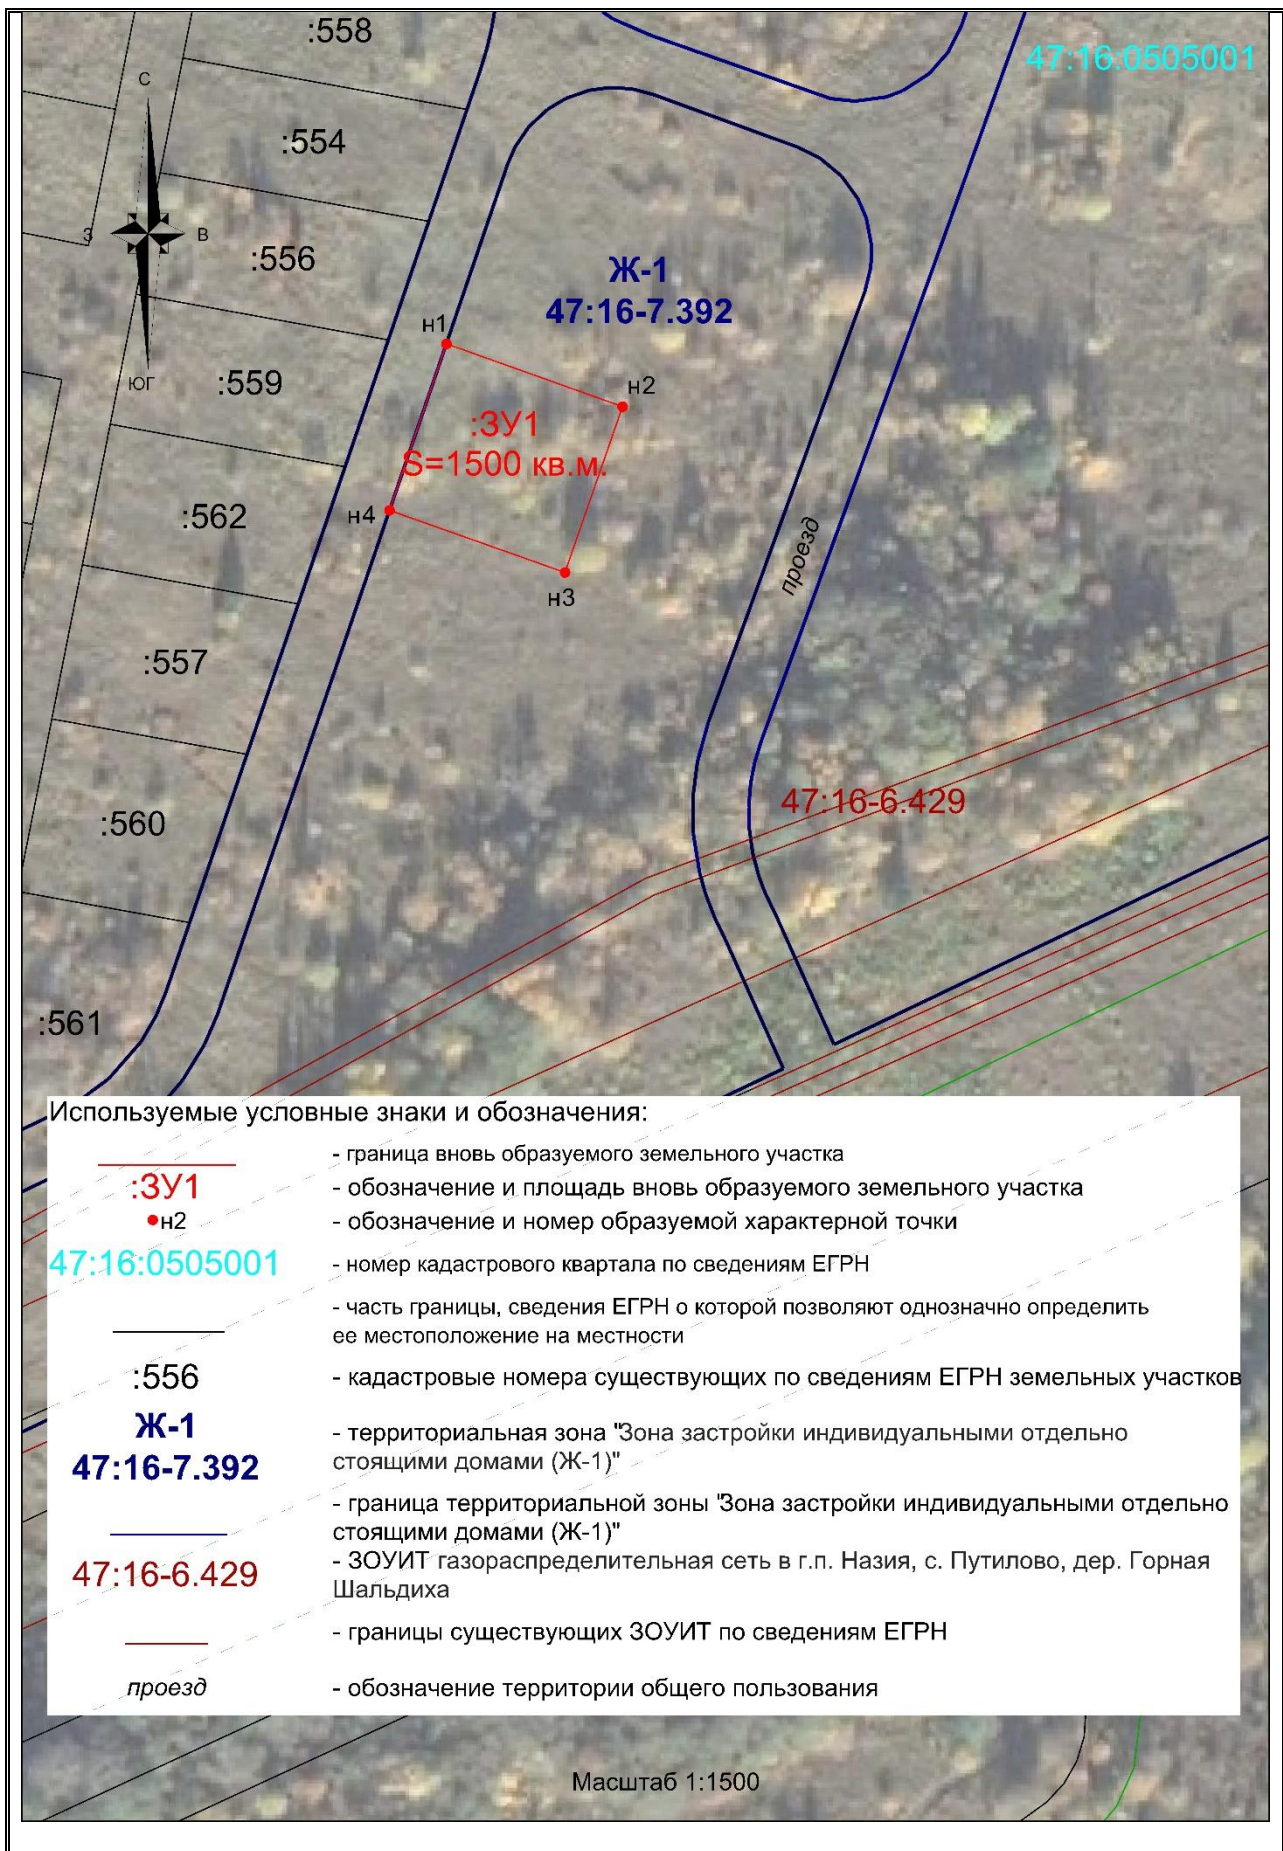 :558
47:16:0505001
С
:554
З
В
:556
Ж-1
47:16-7.392
н1
ЮГ
:559
н2
:ЗУ1
S=1500 кв.м.
:562
н4
проезд
н3
:557
47:16-6.429
:560
:561
Используемые условные знаки и обозначения:
- граница вновь образуемого земельного участка
:ЗУ1
- обозначение и площадь вновь образуемого земельного участка
н2
- обозначение и номер образуемой характерной точки
47:16:0505001
- номер кадастрового квартала по сведениям ЕГРН
- часть границы, сведения ЕГРН о которой позволяют однозначно определить
ее местоположение на местности
:556
- кадастровые номера существующих по сведениям ЕГРН земельных участков
Ж-1
47:16-7.392
- территориальная зона "Зона застройки индивидуальными отдельно
стоящими домами (Ж-1)"
- граница территориальной зоны "Зона застройки индивидуальными отдельно
стоящими домами (Ж-1)"
47:16-6.429
- ЗОУИТ газораспределительная сеть в г.п. Назия, с. Путилово, дер. Горная
Шальдиха
- границы существующих ЗОУИТ по сведениям ЕГРН
проезд
- обозначение территории общего пользования
Масштаб 1:1500